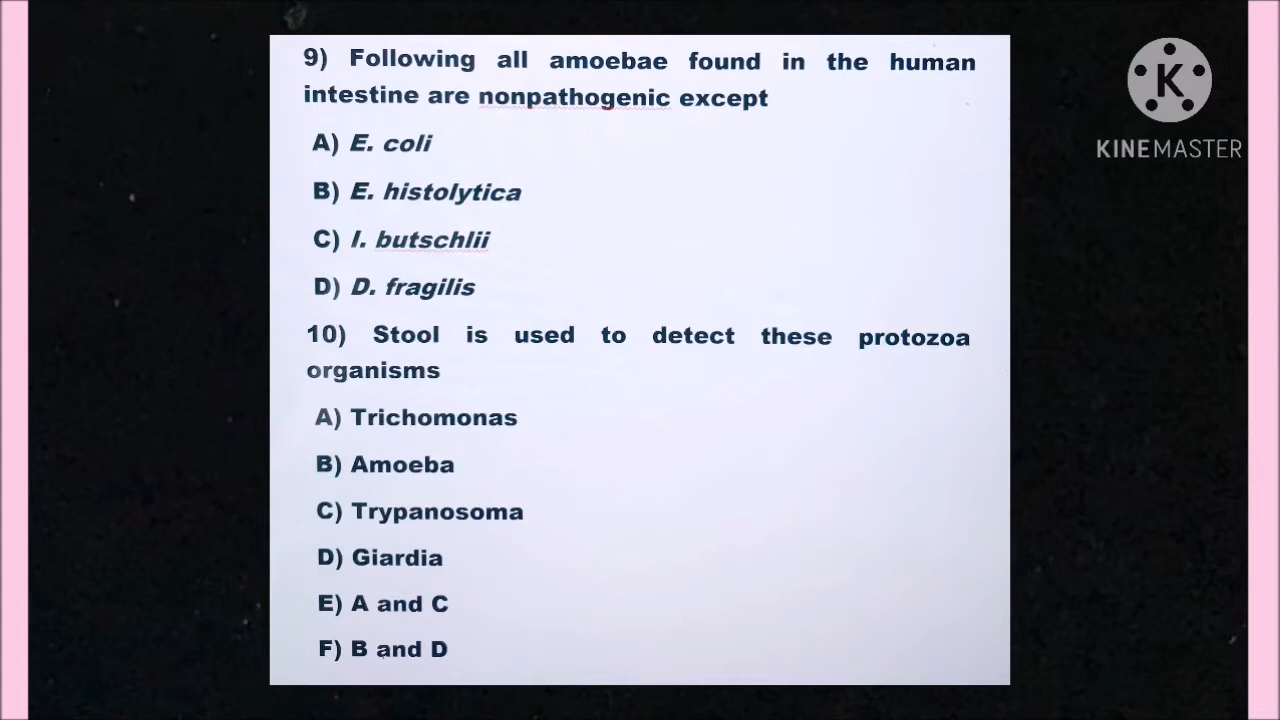 9) Following all amoebae found in the human
intestine are nonpathogenic except
A) E. coli
B) E. histolytica
C) I. butschlii
D) D. fragilis
10) Stool is used to detect these protozoa
organisms
A) Trichomonas
B) Amoeba
C) Trypanosoma
D) Giardia
E) A and C
F) B and D
K
KINEMASTER